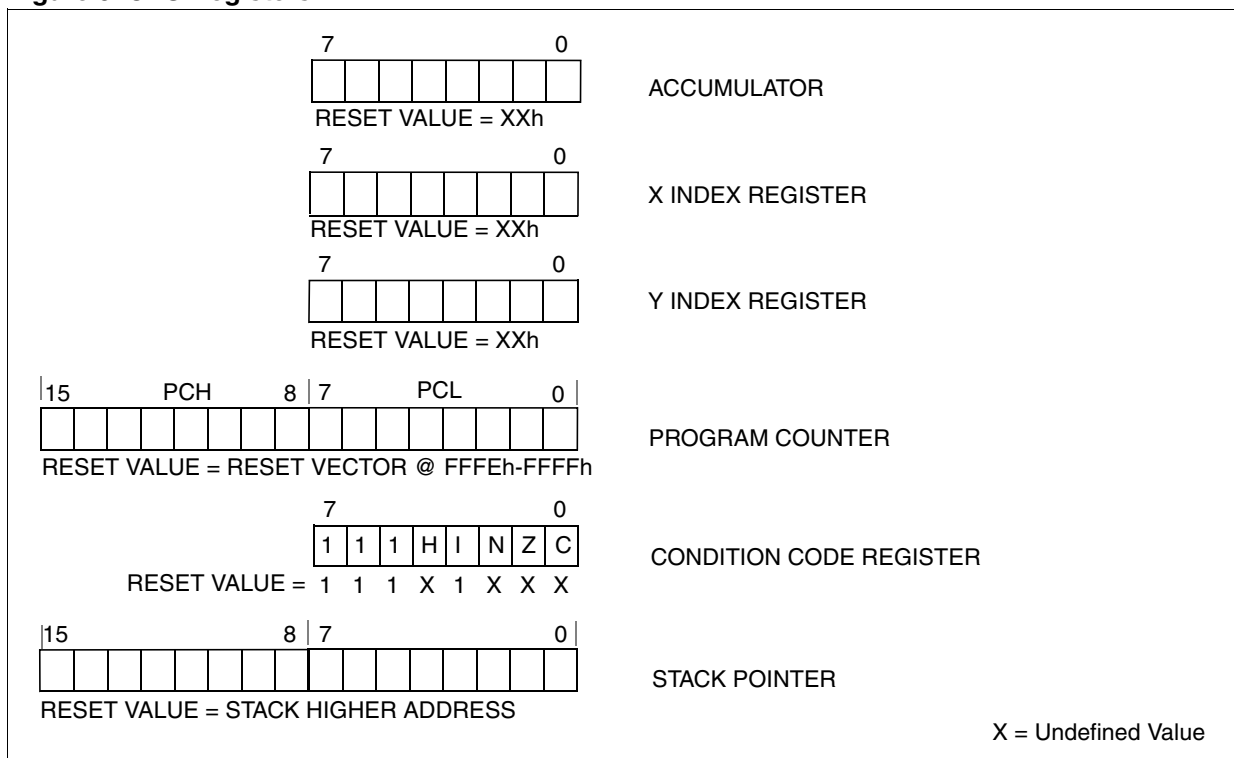 7 0
ACCUMULATOR
RESET VALUE = XXh
7 0
X INDEX REGISTER
RESET VALUE = XXh
7 0
Y INDEX REGISTER
RESET VALUE = XXh
15 PCH 8 7 PCL 0
PROGRAM COUNTER
RESET VALUE = RESET VECTOR @ FFFEh-FFFFh
7 0
1 1 1 H I N Z C
CONDITION CODE REGISTER
RESET VALUE = 1 1 1 X 1 X X X
15 8 7 0
STACK POINTER
RESET VALUE = STACK HIGHER ADDRESS
X = Undefined Value